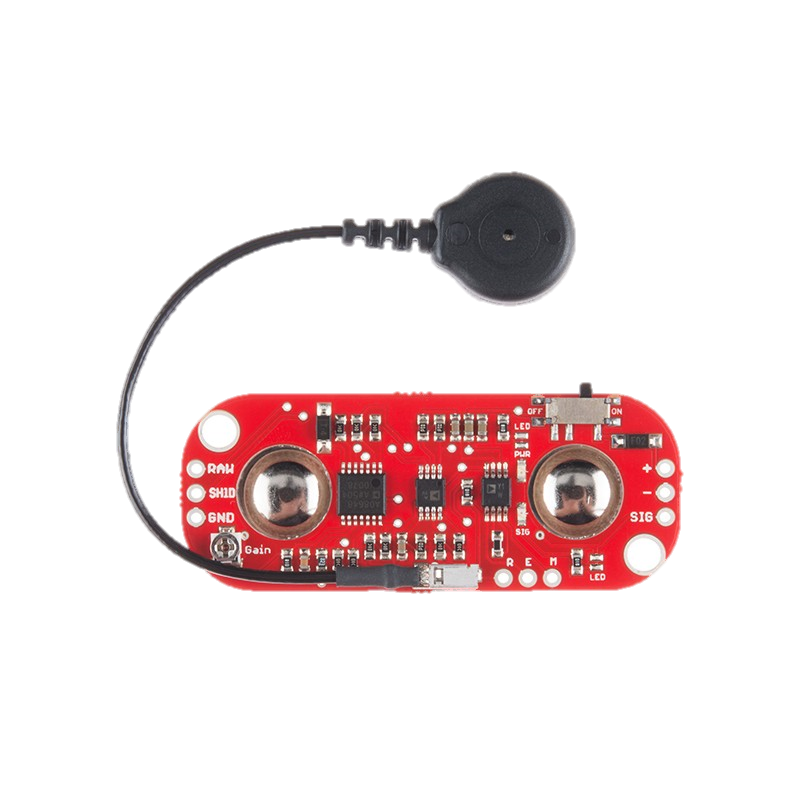 OFF
ON
LED
PWR
RAW
SHID
GND
Gain
+
-
SIG
SIG
R E M
LED